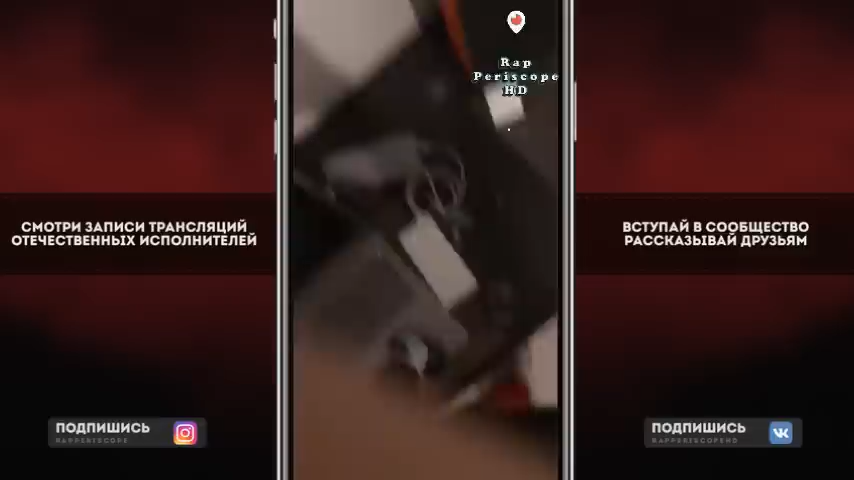 Rap
Periscope
HD
СМОТРИ ЗАПИСИ ТРАНСЛЯЦИЙ
ОТЕЧЕСТВЕННЫХ ИСПОЛНИТЕЛЕЙ
ВСТУПАЙ В СООБЩЕСТВО
РАССКАЗЫВАЙ ДРУЗЬЯМ
ПОДПИШИСЬ
RAPPERISCOPE
ПОДПИШИСЬ
RAPPERISCOPEHD